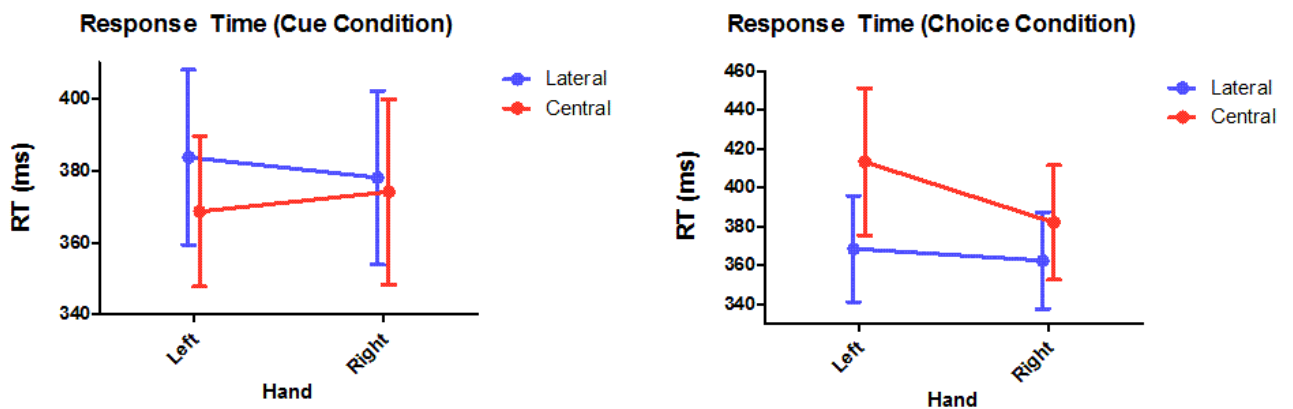 Response Time (Cue Condition)
RT (ms)
400
380
360
340
Left
Right
Hand
Lateral
Central
Response Time (Choice Condition)
RT (ms)
460
440
420
400
380
360
340
Left
Right
Hand
Lateral
Central